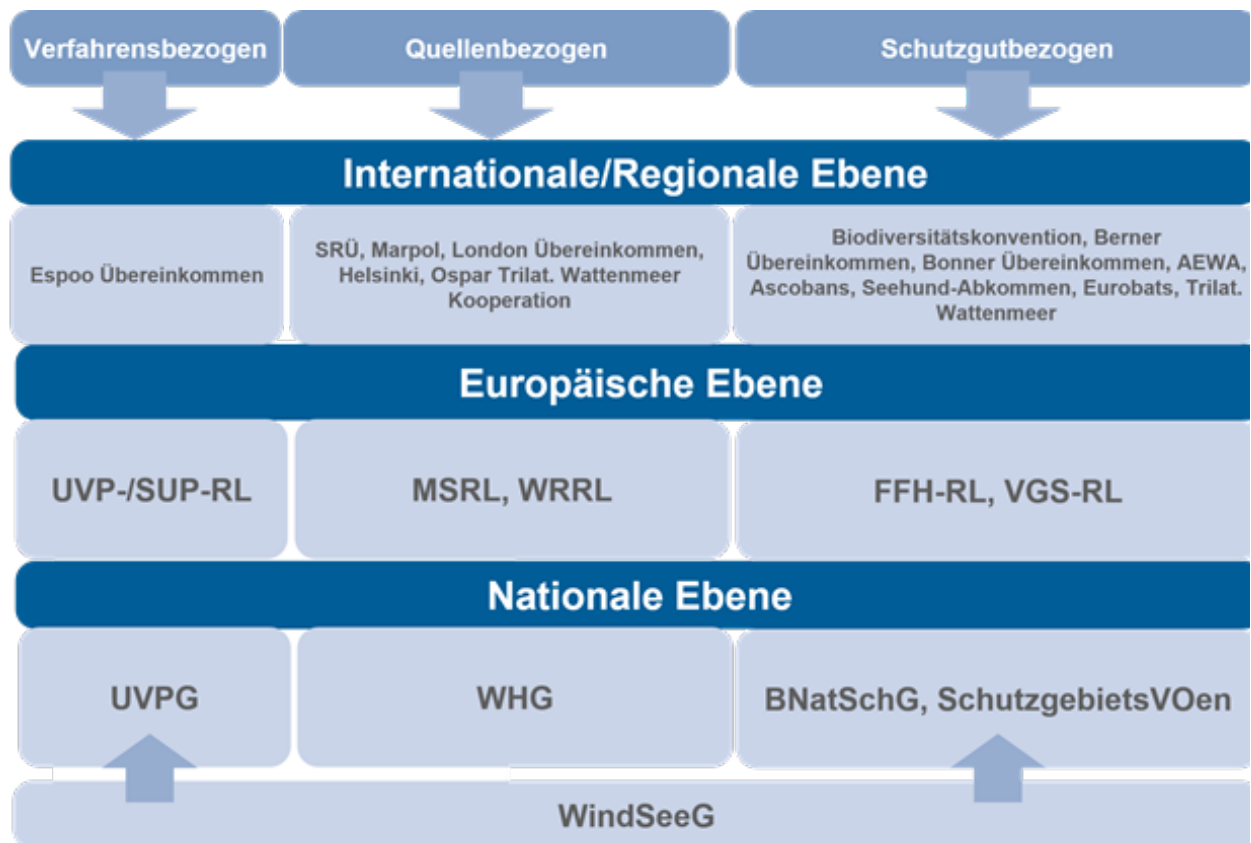 Verfahrensbezogen
Quellenbezogen
Schutzgutbezogen
Internationale/Regionale Ebene
Espoo Übereinkommen
SRÜ, Marpol, London Übereinkommen,
Helsinki, Ospar Trilat. Wattenmeer
Kooperation
Biodiversitätskonvention, Berner
Übereinkommen, Bonner Übereinkommen, AEWA,
Ascobans, Seehund-Abkommen, Eurobats, Trilat.
Wattenmeer
Europäische Ebene
UVP-/SUP-RL
MSRL, WRRL
FFH-RL, VGS-RL
Nationale Ebene
UVPG
WHG
BNatSchG, SchutzgebietsVOen
WindSeeG